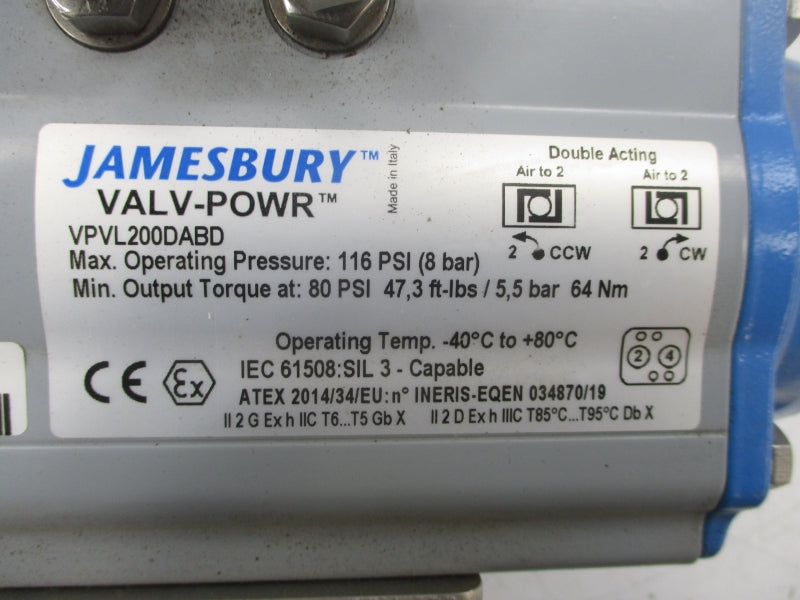 JAMESBURY™
VALV-POWR™
Made in Italy
VPVL200DABD
Max. Operating Pressure: 116 PSI (8 bar)
Min. Output Torque at: 80 PSI 47,3 ft-lbs / 5,5 bar 64 Nm
Double Acting
Air to 2 Air to 2
2 CCW 2 CW
Operating Temp. -40°C to +80°C
2 4
CE Ex IEC 61508:SIL 3 - Capable
ATEX 2014/34/EU: n° INERIS-EQEN 034870/19
II 2 G Ex h IIC T6...T5 Gb X II 2 D Ex h IIIC T85°C...T95°C Db X